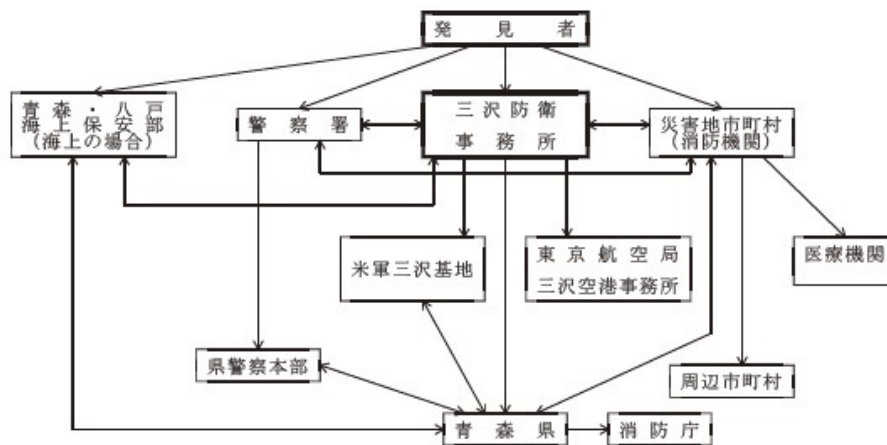 発見者
青森・八戸
海上保安部
(海上の場合)
警察署
三沢防衛
事務所
災害地市町村
(消防機関)
米軍三沢基地
東京航空局
三沢空港事務所
医療機関
県警察本部
周辺市町村
青森県
消防庁